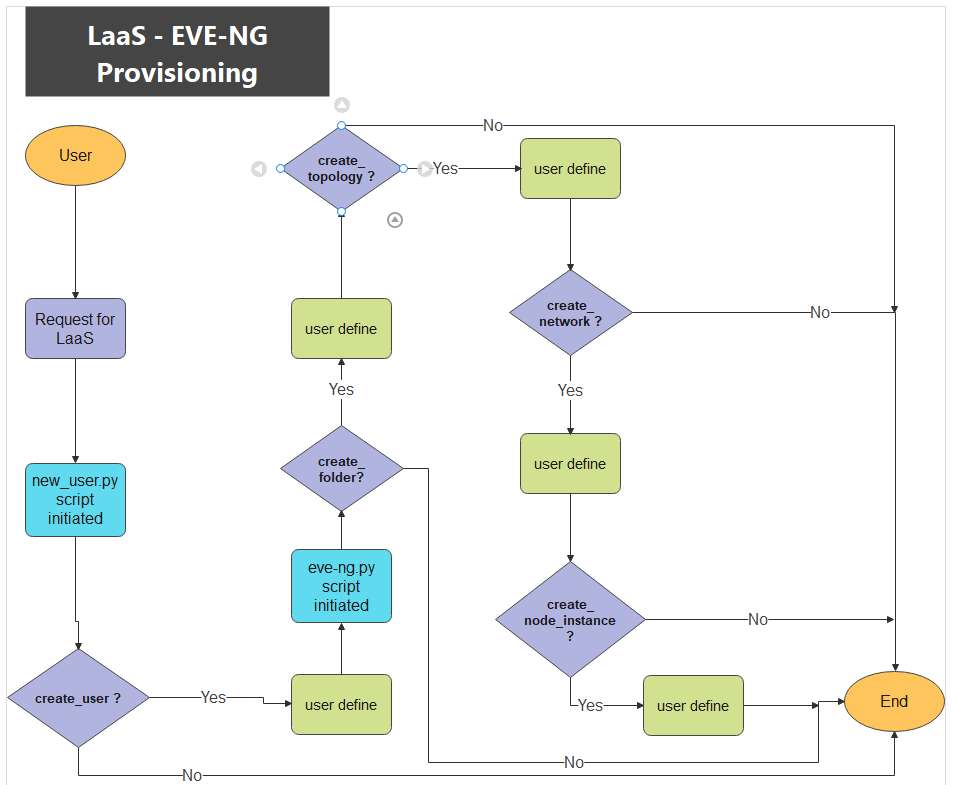 LaaS - EVE-NG
Provisioning
User
Request for
LaaS
new_user.py
script
initiated
create_user ?
Yes
No
user define
eve-ng.py
script
initiated
create_
folder?
Yes
No
user define
create_
topology ?
No
Yes
user define
create_
network ?
No
Yes
user define
create_
node_instance
?
No
Yes
user define
End